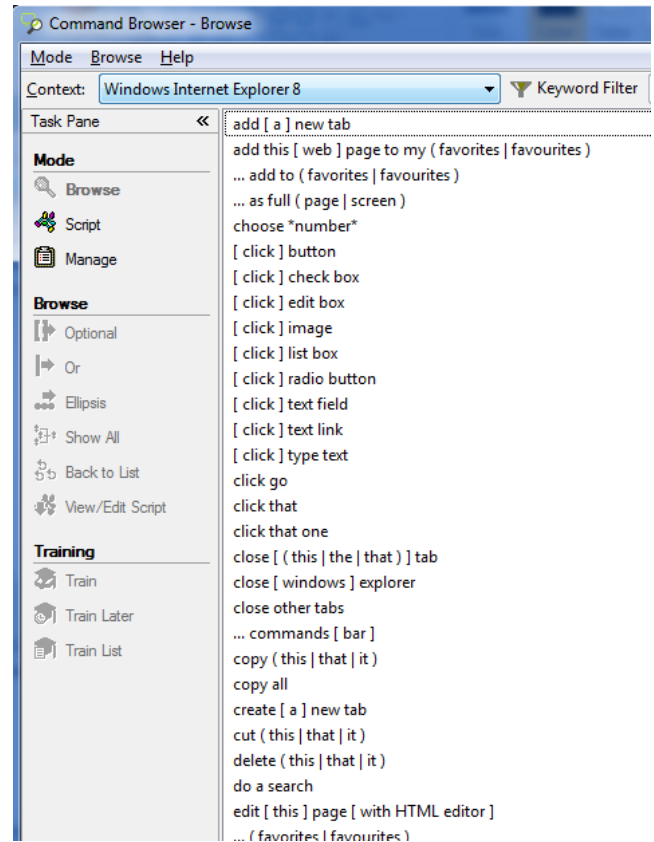 Command Browser - Browse
Mode Browse Help
Context: Windows Internet Explorer 8 Keyword Filter
Task Pane «
Mode
Browse
Script
Manage
Browse
Optional
Or
Ellipsis
Show All
Back to List
View/Edit Script
Training
Train
Train Later
Train List
add [ a ] new tab
add this [ web ] page to my ( favorites | favourites )
... add to ( favorites | favourites )
... as full ( page | screen )
choose *number*
[ click ] button
[ click ] check box
[ click ] edit box
[ click ] image
[ click ] list box
[ click ] radio button
[ click ] text field
[ click ] text link
[ click ] type text
click go
click that
click that one
close [ ( this | the | that ) ] tab
close [ windows ] explorer
close other tabs
... commands [ bar ]
copy ( this | that | it )
copy all
create [ a ] new tab
cut ( this | that | it )
delete ( this | that | it )
do a search
edit [ this ] page [ with HTML editor ]
... ( favorites | favourites )